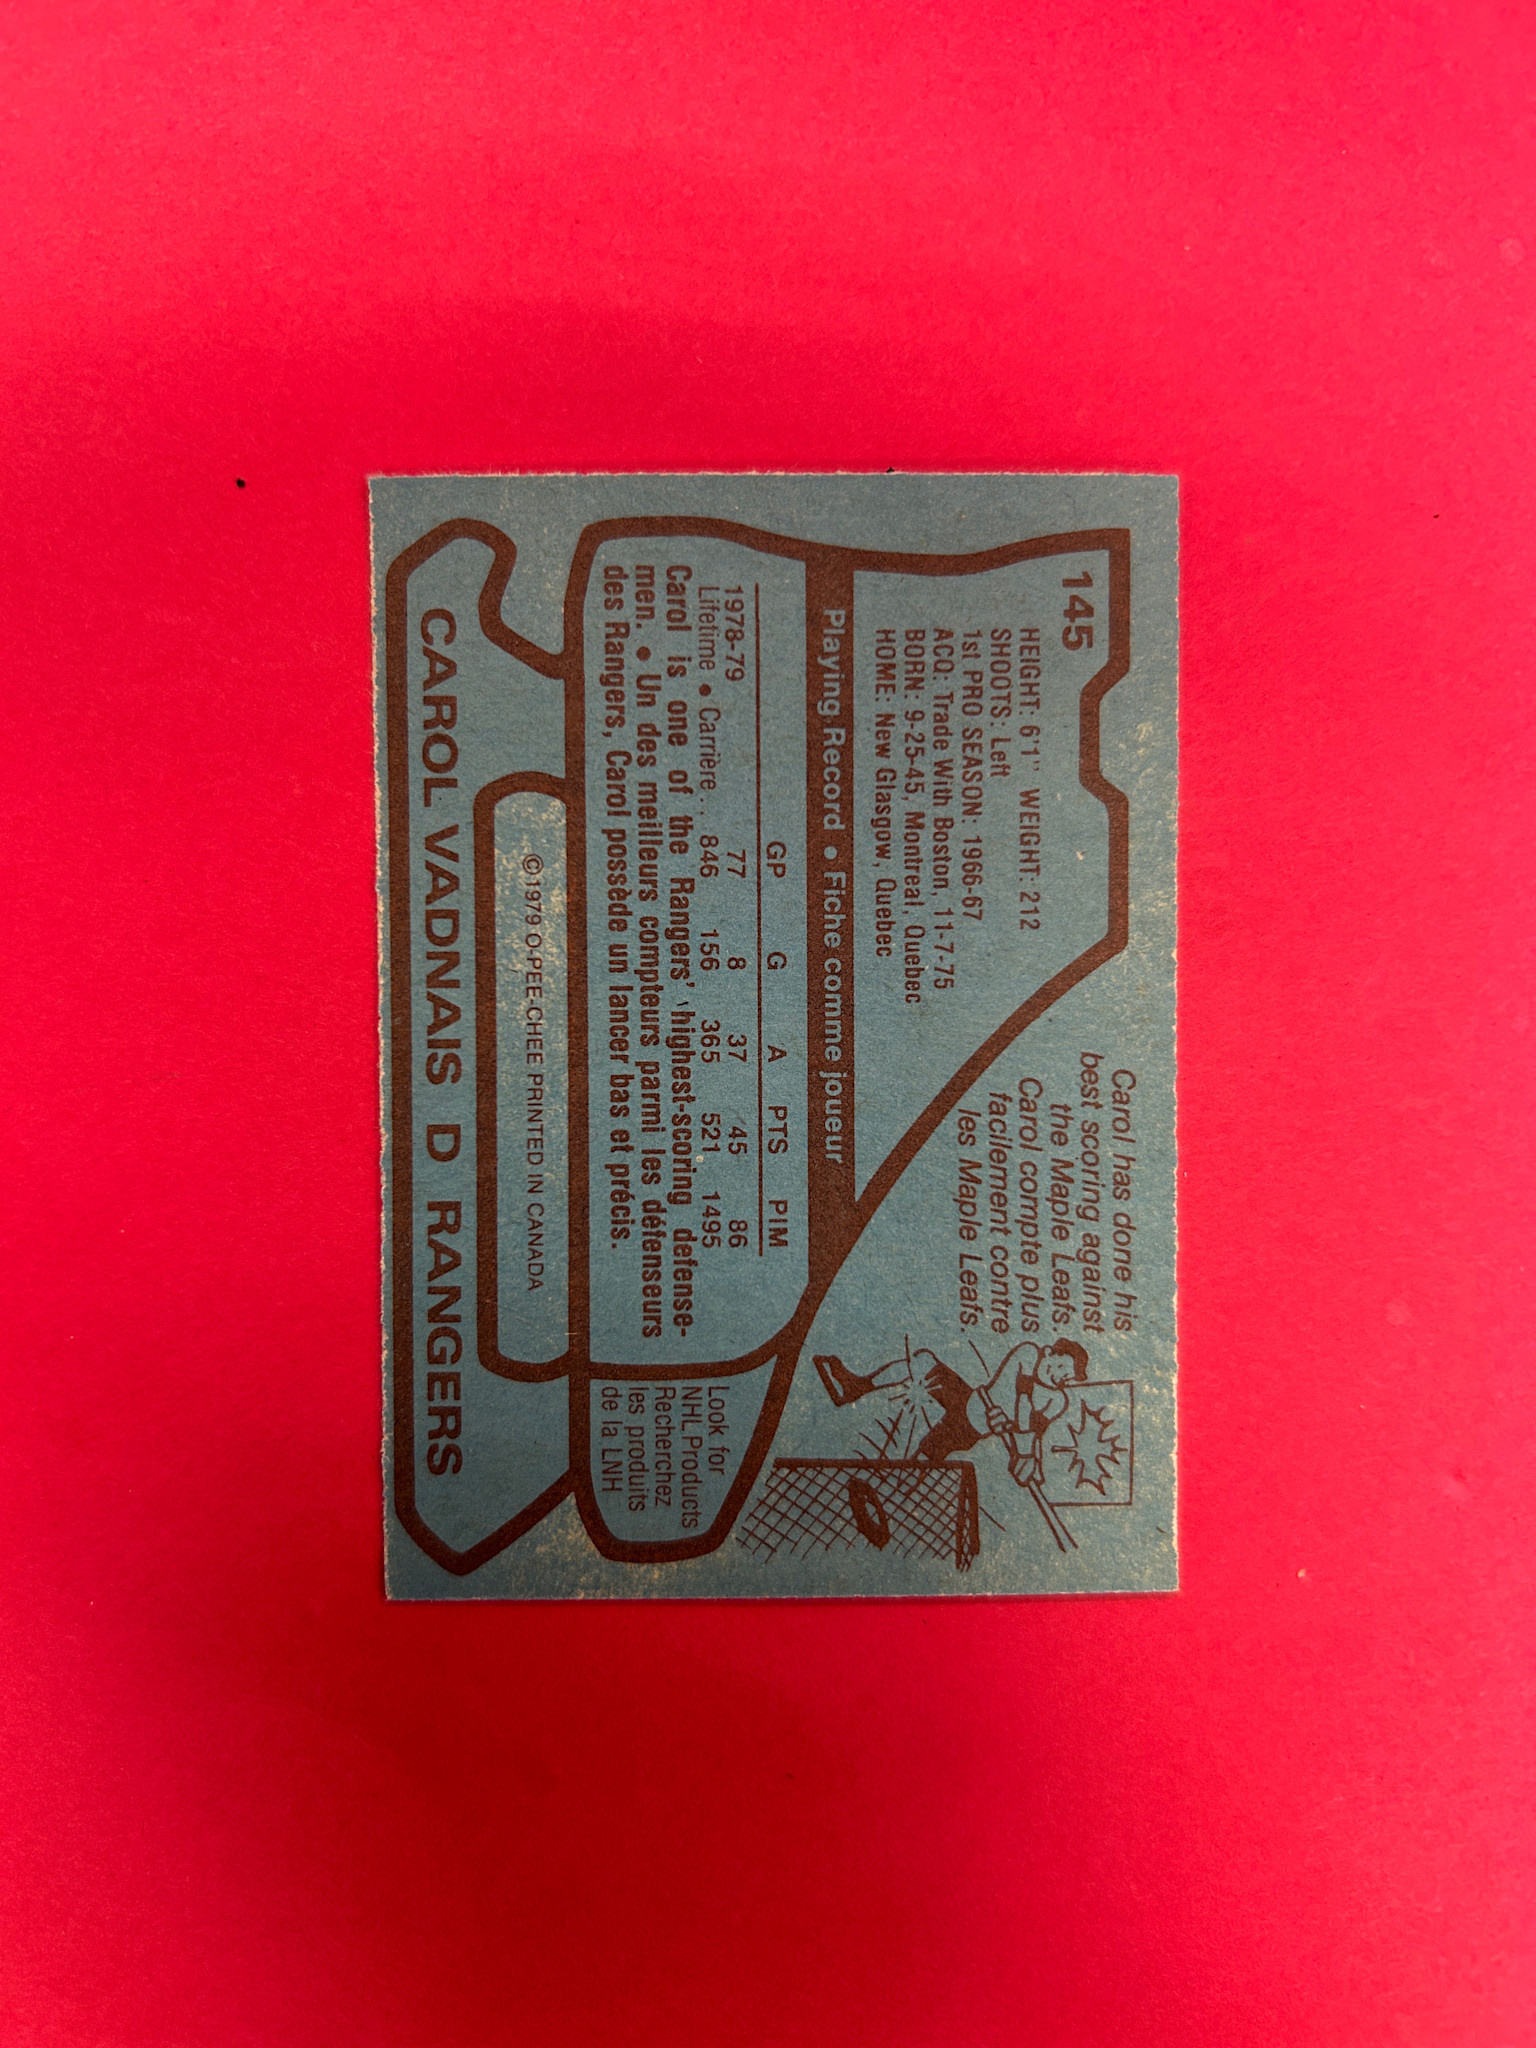 145
HEIGHT: 6'1" WEIGHT: 212
SHOOTS: Left
1st PRO SEASON: 1966-67
ACQ: Trade With Boston, 11-7-75
BORN: 9-25-45, Montreal, Quebec
HOME: New Glasgow, Quebec
Carol has done his
best scoring against
the Maple Leafs.
Carol compte plus
facilement contre
les Maple Leafs.
Playing Record • Fiche comme joueur
GP G A PTS PIM
1978-79 77 8 37 45 86
Lifetime • Carrière .. 846 156 365 521 1495
Carol is one of the Rangers' highest-scoring defense-
men. • Un des meilleurs compteurs parmi les défenseurs
des Rangers, Carol possède un lancer bas et précis.
Look for
NHL Products
Recherchez
les produits
de la LNH
©1979 O-PEE-CHEE PRINTED IN CANADA
CAROL VADNAIS D RANGERS